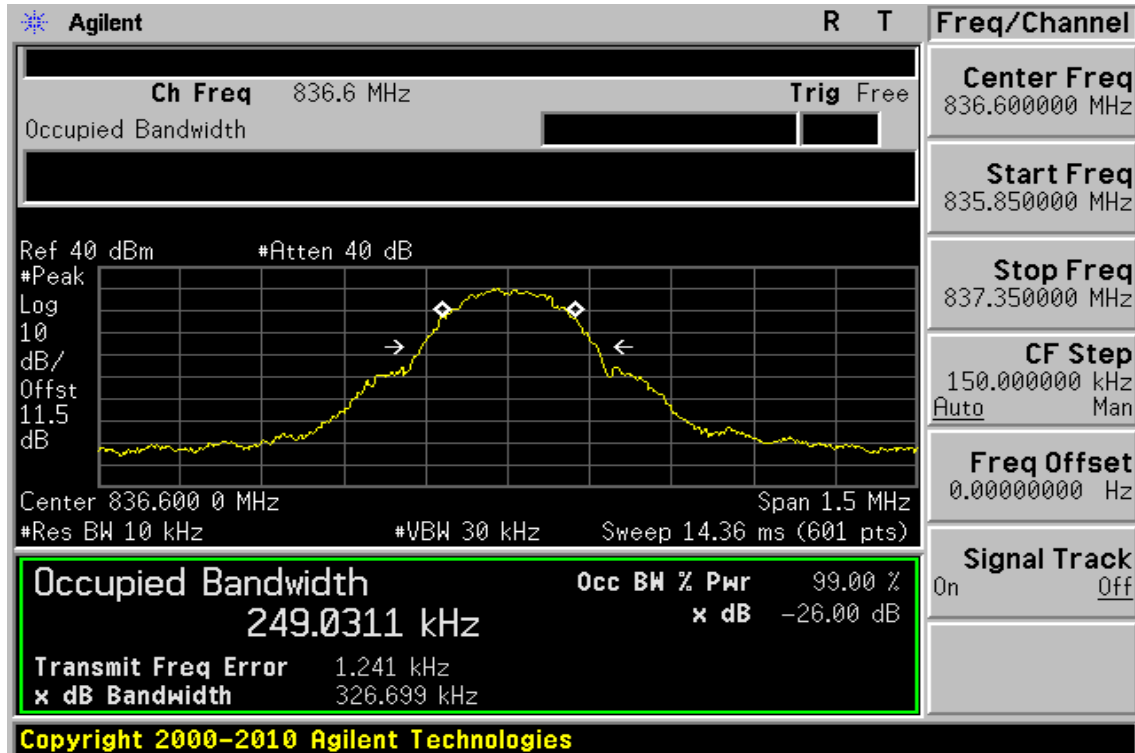 Agilent R T
Ch Freq 836.6 MHz Trig Free
Occupied Bandwidth
Ref 40 dBm #Atten 40 dB
#Peak
Log
10
dB/
Offst
11.5
dB
Center 836.600 0 MHz Span 1.5 MHz
#Res BW 10 kHz #VBW 30 kHz Sweep 14.36 ms (601 pts)
Occupied Bandwidth Occ BW % Pwr 99.00 %
249.0311 kHz x dB -26.00 dB
Transmit Freq Error 1.241 kHz
x dB Bandwidth 326.699 kHz
Copyright 2000-2010 Agilent Technologies
Freq/Channel
Center Freq
836.600000 MHz
Start Freq
835.850000 MHz
Stop Freq
837.350000 MHz
CF Step
150.000000 kHz
Auto Man
Freq Offset
0.00000000 Hz
Signal Track
On Off